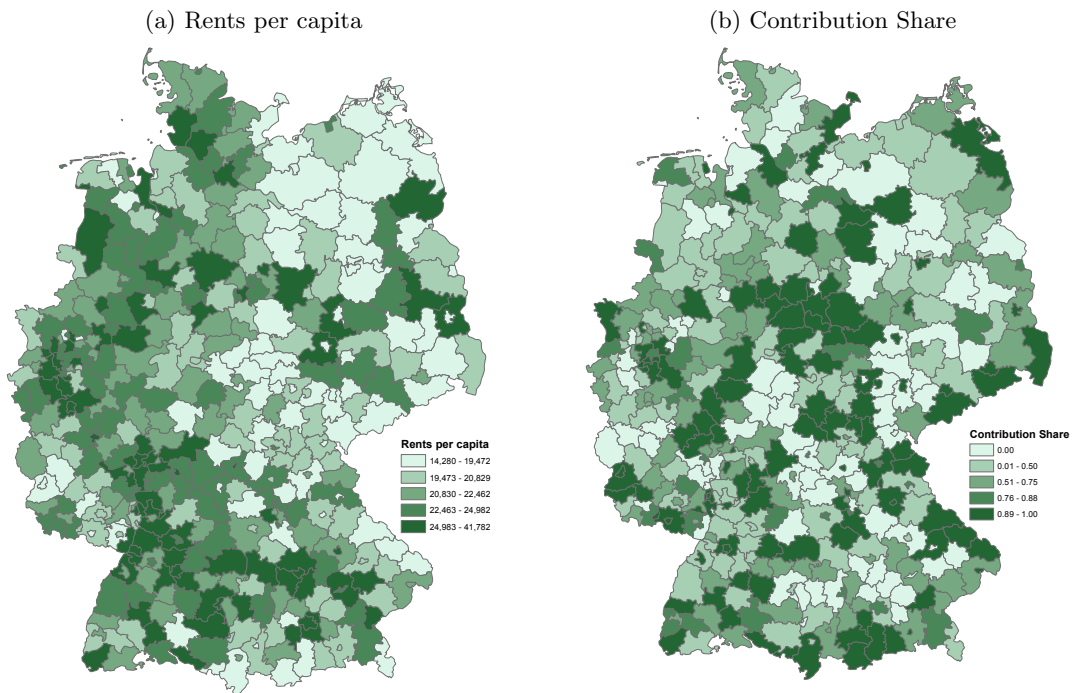 (a) Rents per capita
(b) Contribution Share
Rents per capita
14,280 - 19,472
19,473 - 20,829
20,830 - 22,462
22,463 - 24,982
24,983 - 41,782
Contribution Share
0.00
0.01 - 0.50
0.51 - 0.75
0.76 - 0.88
0.89 - 1.00